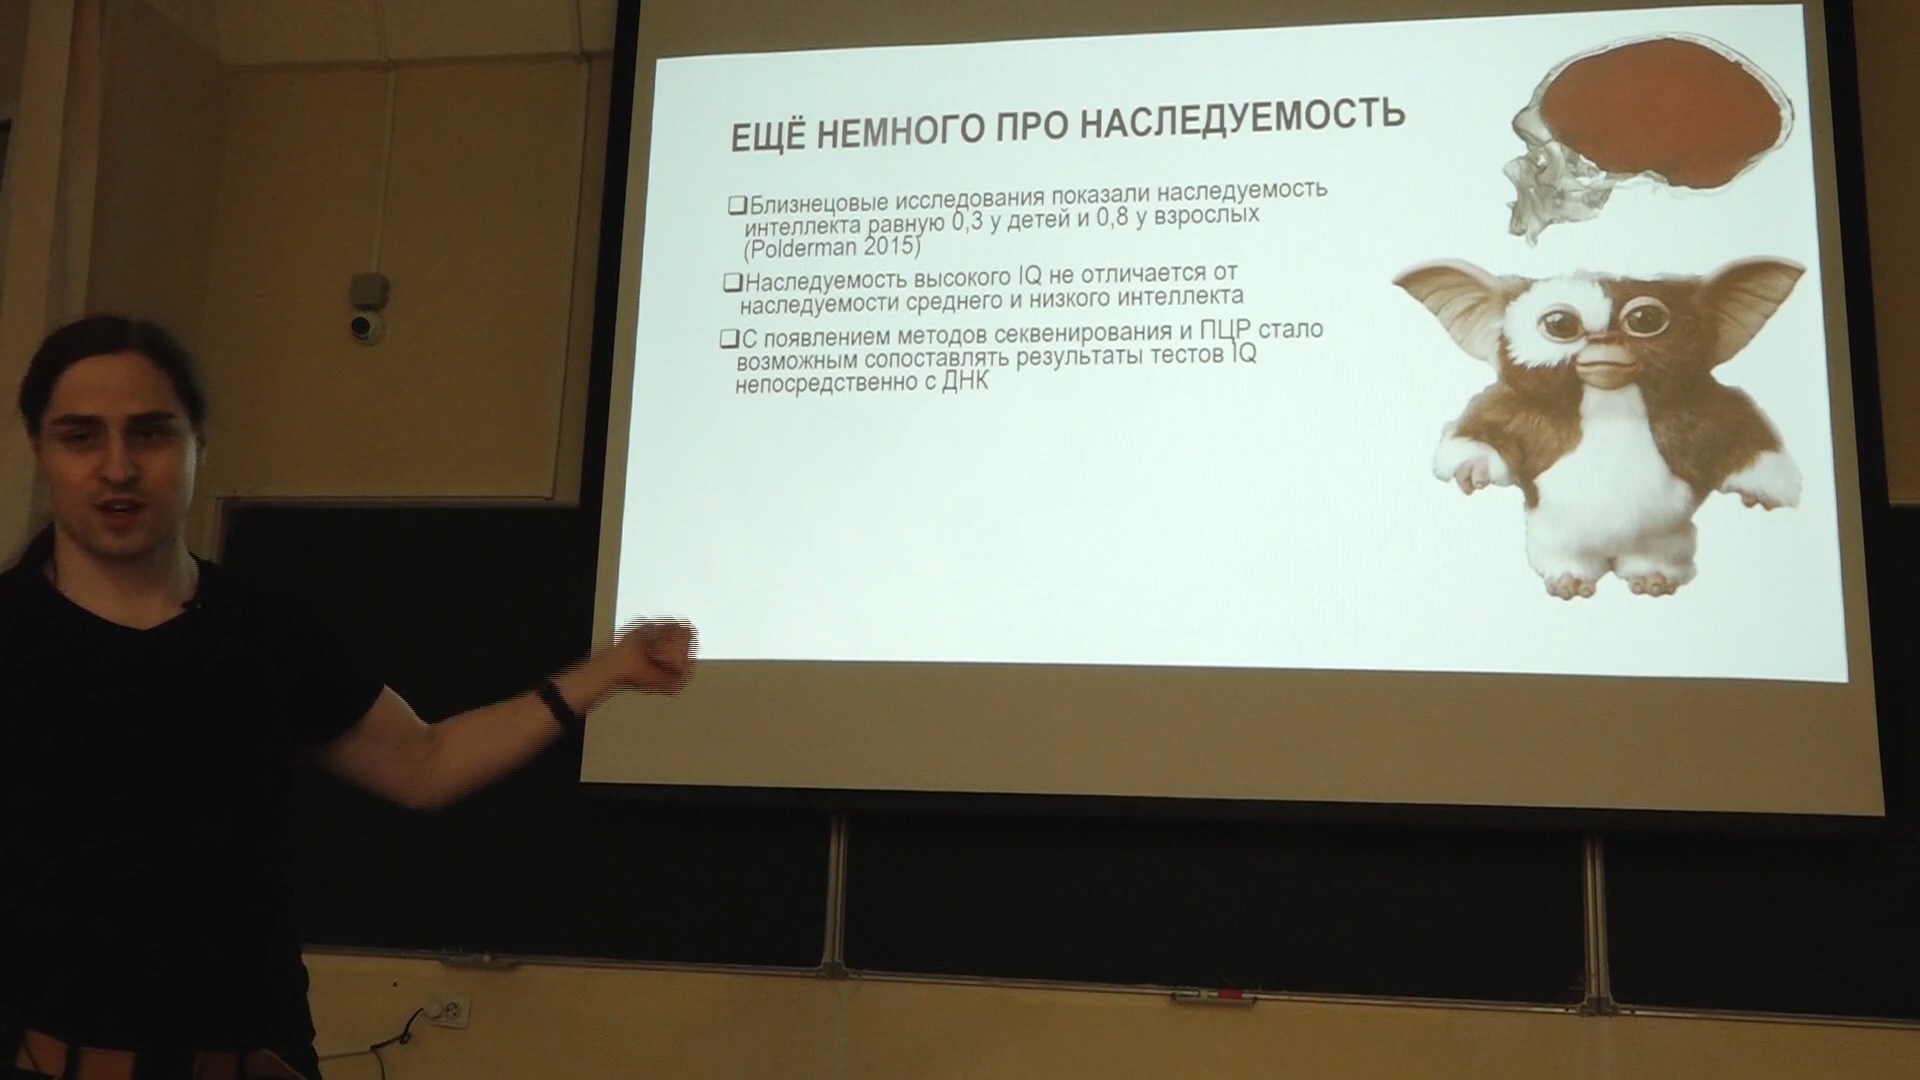 ЕЩЁ НЕМНОГО ПРО НАСЛЕДУЕМОСТЬ
❑Близнецовые исследования показали наследуемость
интеллекта равную 0,3 у детей и 0,8 у взрослых
(Polderman 2015)
❑Наследуемость высокого IQ не отличается от
наследуемости среднего и низкого интеллекта
❑С появлением методов секвенирования и ПЦР стало
возможным сопоставлять результаты тестов IQ
непосредственно с ДНК